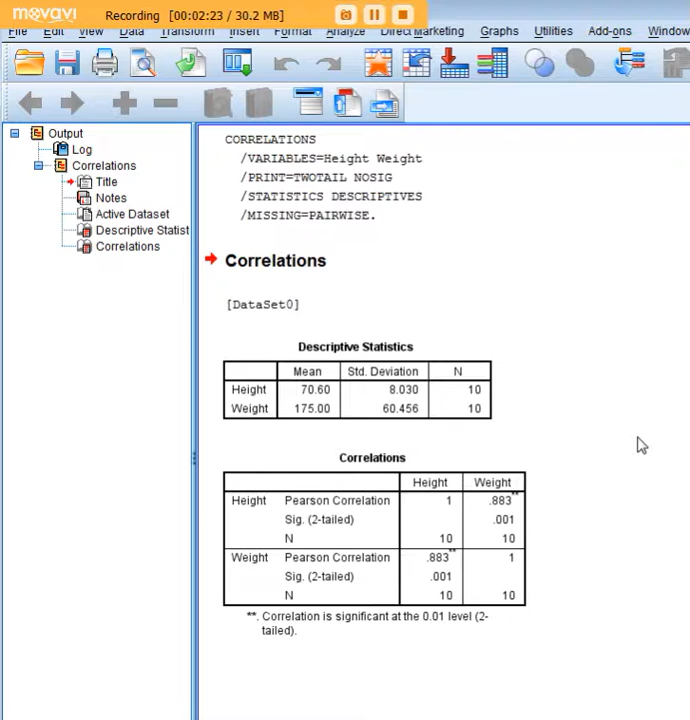 movavi Recording [00:02:23 / 30.2 MB]
File Edit View Data Transform Insert Format Analyze Direct Marketing Graphs Utilities Add-ons Window
Output
Log
Correlations
Title
Notes
Active Dataset
Descriptive Statist
Correlations
CORRELATIONS
/VARIABLES=Height Weight
/PRINT=TWOTAIL NOSIG
/STATISTICS DESCRIPTIVES
/MISSING=PAIRWISE.
Correlations
[DataSet0]
Descriptive Statistics
Mean Std. Deviation N
Height 70.60 8.030 10
Weight 175.00 60.456 10
Correlations
Height Weight
Height Pearson Correlation 1 .883**
Sig. (2-tailed) .001
N 10 10
Weight Pearson Correlation .883** 1
Sig. (2-tailed) .001
N 10 10
**. Correlation is significant at the 0.01 level (2-
tailed).